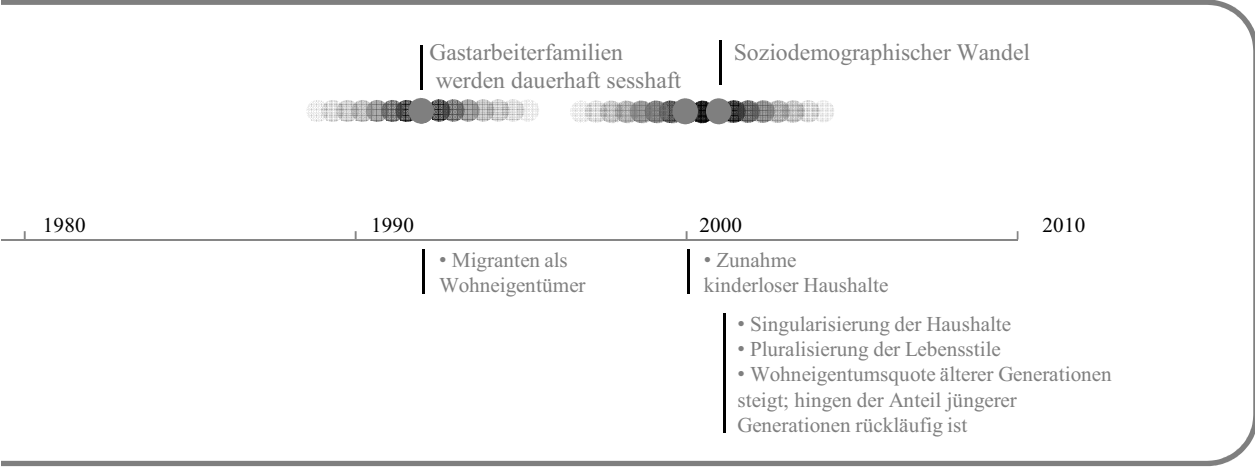 Gastarbeiterfamilien
werden dauerhaft sesshaft
Soziodemographischer Wandel
1980
1990
2000
2010
• Migranten als
Wohneigentümer
• Zunahme
kinderloser Haushalte
• Singularisierung der Haushalte
• Pluralisierung der Lebensstile
• Wohneigentumsquote älterer Generationen
steigt; hingen der Anteil jüngerer
Generationen rückläufig ist